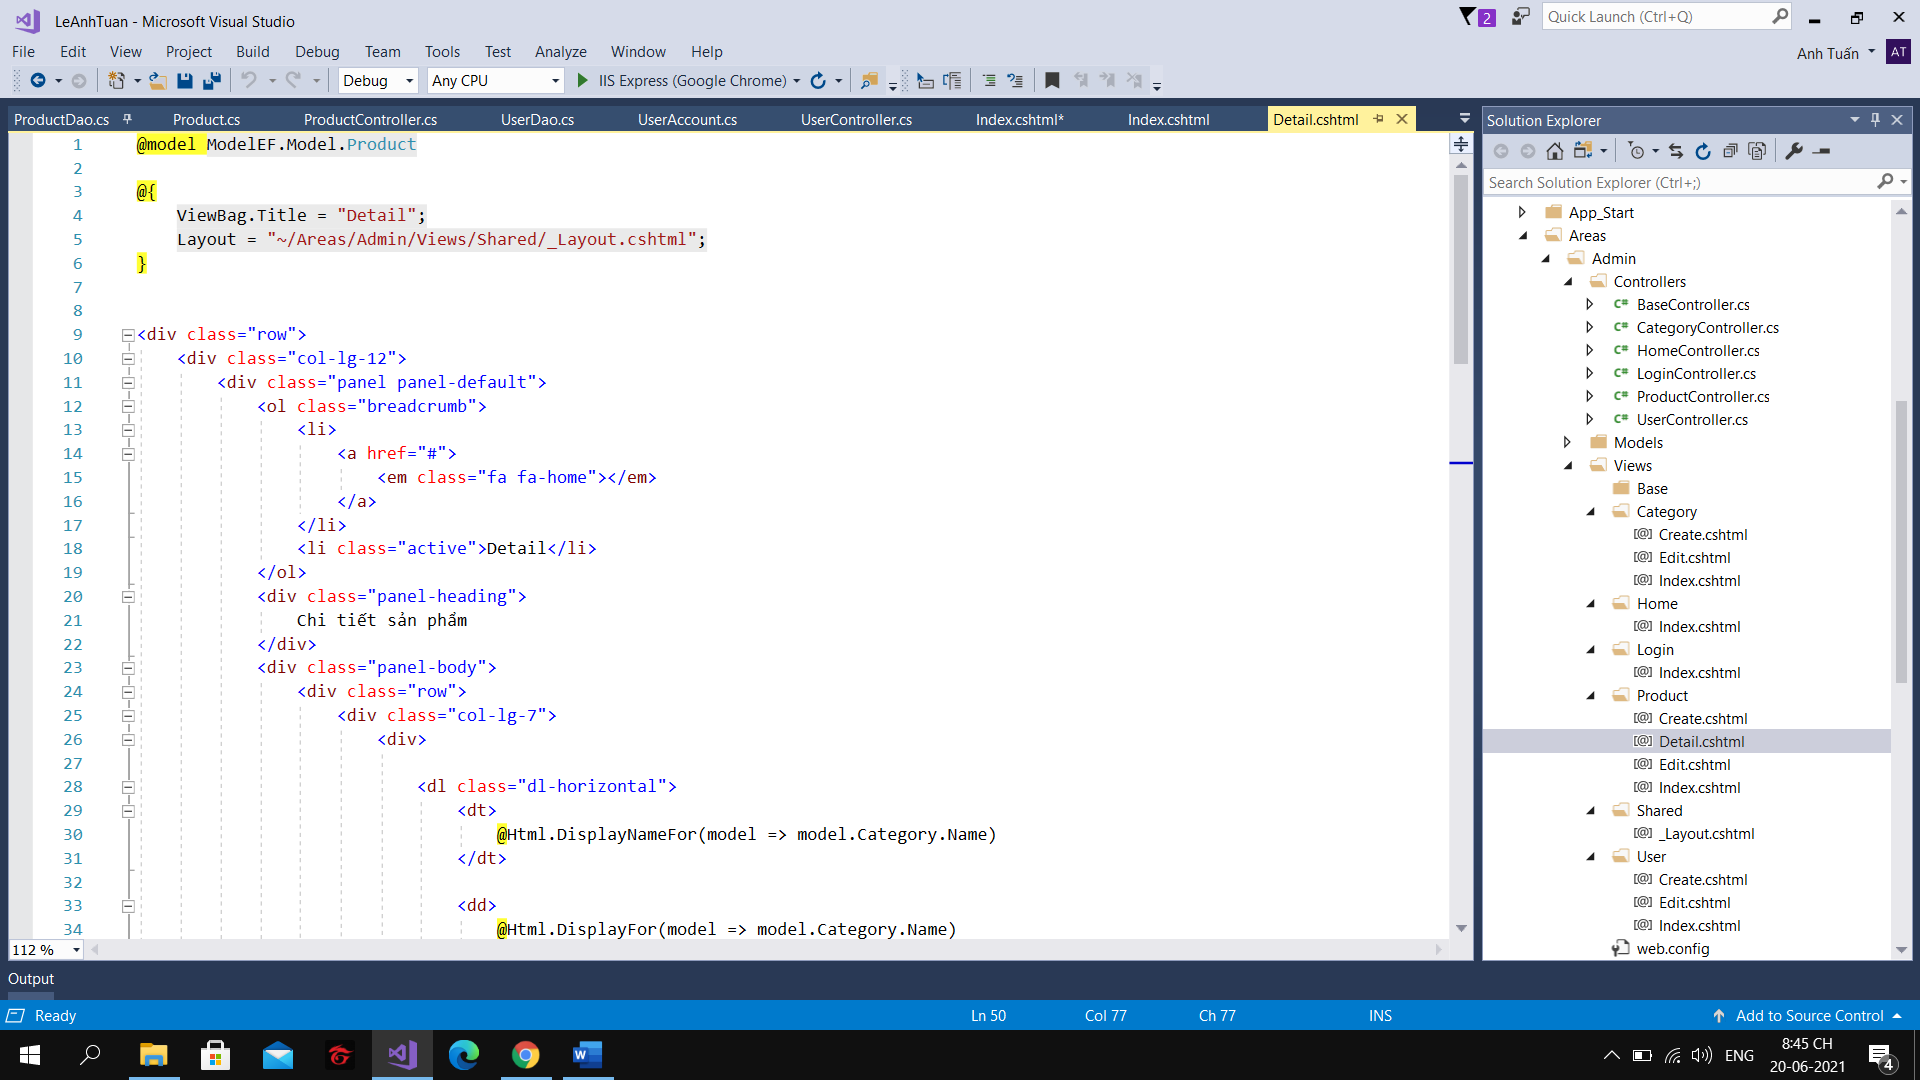 LeAnhTuan - Microsoft Visual Studio
2
Quick Launch (Ctrl+Q)
File Edit View Project Build Debug Team Tools Test Analyze Window Help
Anh Tuấn AT
Debug Any CPU IIS Express (Google Chrome)
ProductDao.cs Product.cs ProductController.cs UserDao.cs UserAccount.cs UserController.cs Index.cshtml* Index.cshtml Detail.cshtml
1 @model ModelEF.Model.Product
2
3 @{
4 ViewBag.Title = "Detail";
5 Layout = "~/Areas/Admin/Views/Shared/_Layout.cshtml";
6 }
7
8
9 <div class="row">
10 <div class="col-lg-12">
11 <div class="panel panel-default">
12 <ol class="breadcrumb">
13 <li>
14 <a href="#">
15 <em class="fa fa-home"></em>
16 </a>
17 </li>
18 <li class="active">Detail</li>
19 </ol>
20 <div class="panel-heading">
21 Chi tiết sản phẩm
22 </div>
23 <div class="panel-body">
24 <div class="row">
25 <div class="col-lg-7">
26 <div>
27
28 <dl class="dl-horizontal">
29 <dt>
30 @Html.DisplayNameFor(model => model.Category.Name)
31 </dt>
32
33 <dd>
34 @Html.DisplayFor(model => model.Category.Name)
112 %
Solution Explorer
Search Solution Explorer (Ctrl+;)
App_Start
Areas
Admin
Controllers
C# BaseController.cs
C# CategoryController.cs
C# HomeController.cs
C# LoginController.cs
C# ProductController.cs
C# UserController.cs
Models
Views
Base
Category
[@] Create.cshtml
[@] Edit.cshtml
[@] Index.cshtml
Home
[@] Index.cshtml
Login
[@] Index.cshtml
Product
[@] Create.cshtml
[@] Detail.cshtml
[@] Edit.cshtml
[@] Index.cshtml
Shared
[@] _Layout.cshtml
User
[@] Create.cshtml
[@] Edit.cshtml
[@] Index.cshtml
web.config
Output
Ready Ln 50 Col 77 Ch 77 INS Add to Source Control
W ENG 8:45 CH
20-06-2021 4